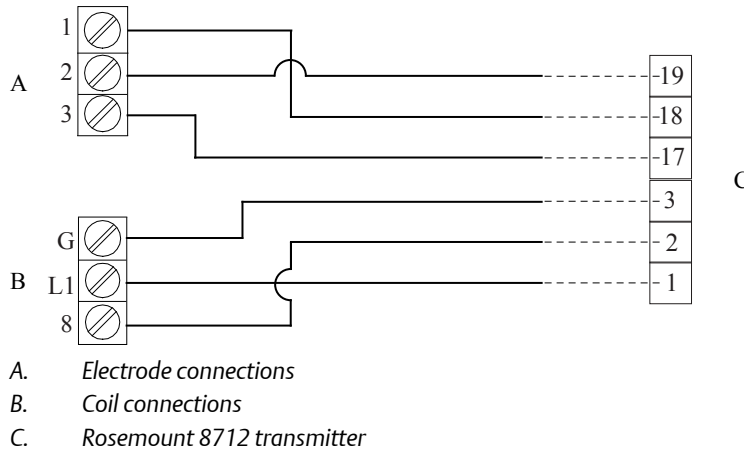 1
2
A
3
19
18
17
C
3
2
1
G
B
L1
8
A. Electrode connections
B. Coil connections
C. Rosemount 8712 transmitter